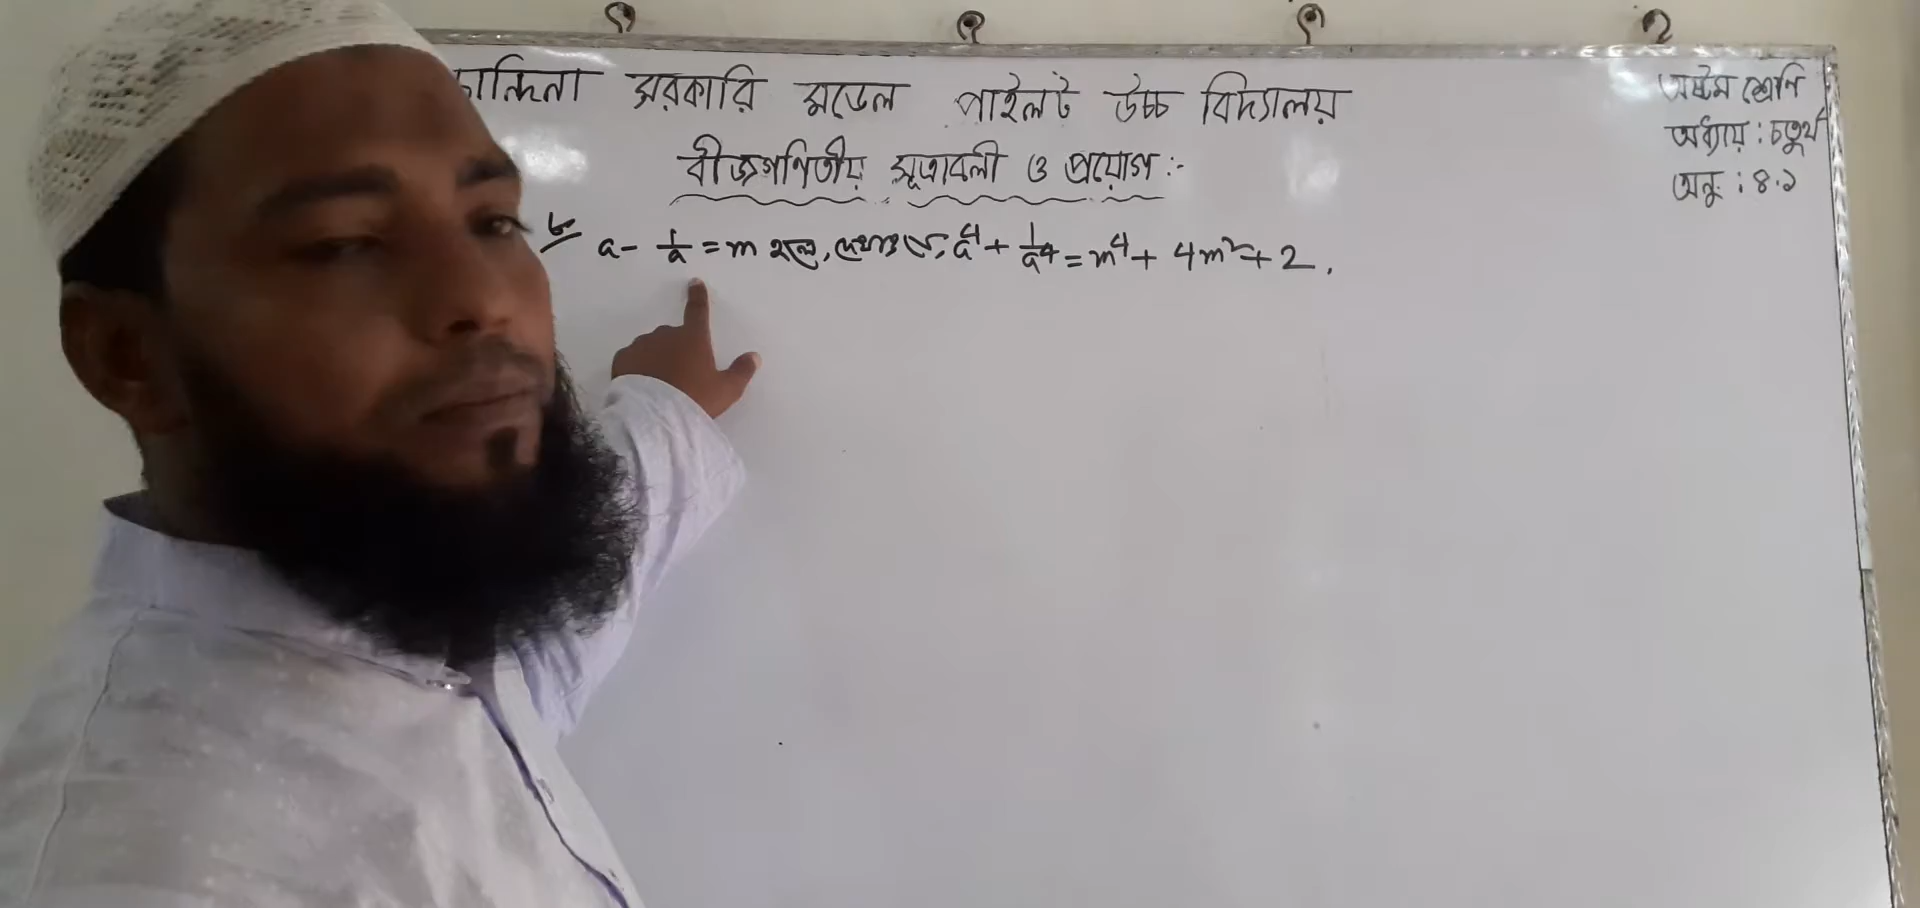 সরকারি মডেল পাইলট উচ্চ বিদ্যালয়
বীজগণিতীয় সূত্রাবলী ও প্রয়োগ :-
৮ a - 1/a = m হলে, দেখাও যে, a⁴ + 1/a⁴ = m⁴ + 4m² + 2.
অষ্টম শ্রেণি
অধ্যায় : চতুর্থ
অনু : ৪.১